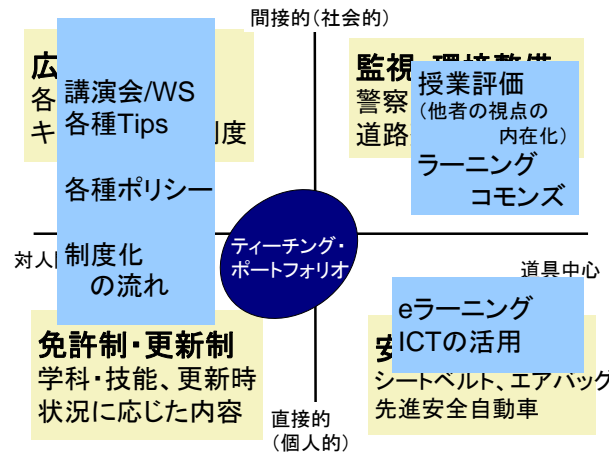 間接的(社会的)
広
各
キ
制度
講演会/WS
各種Tips
各種ポリシー
制度化
の流れ
監視・環境整備
警察
道路
授業評価
(他者の視点の
内在化)
ラーニング
コモンズ
ティーチング・
ポートフォリオ
対人
道具中心
免許制・更新制
学科・技能、更新時
状況に応じた内容
eラーニング
ICTの活用
安
シートベルト、エアバッグ
先進安全自動車
直接的
(個人的)